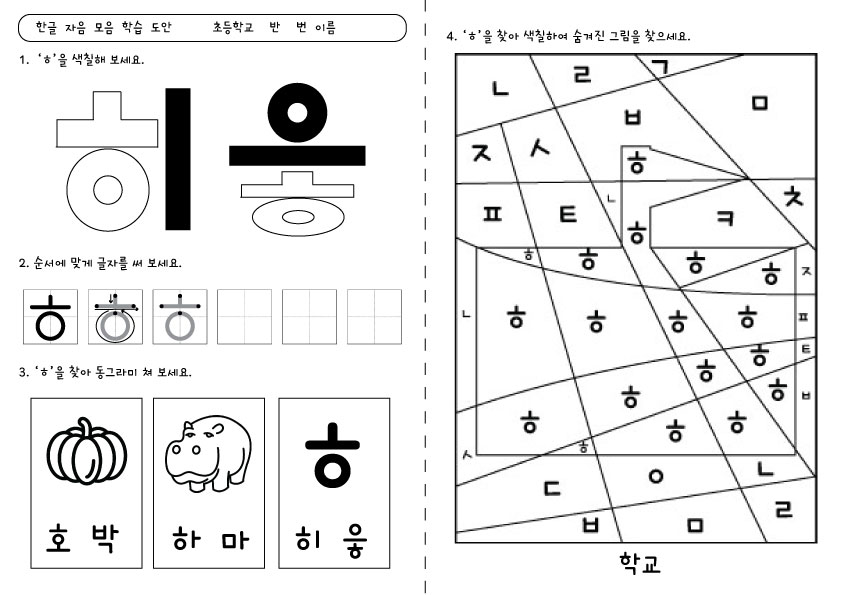 한글 자음 모음 학습 도안 초등학교 반 번 이름
1. ‘ㅎ’을 색칠해 보세요.
하 읗
2. 순서에 맞게 글자를 써 보세요.
ㅎ ㅎ ㅎ
3. ‘ㅎ’을 찾아 동그라미 쳐 보세요.
ㅎ
호박
하마
히읗
4. ‘ㅎ’을 찾아 색칠하여 숨겨진 그림을 찾으세요.
ㄴ ㄹ ㄱ ㅁ
ㅂ
ㅈ ㅅ ㅎ
ㄴ ㅊ
ㅍ ㅌ ㅎ ㅋ
ㅎ ㅎ ㅎ ㅎ ㅈ
ㄴ ㅎ ㅎ ㅎ ㅎ ㅍ
ㅎ ㅌ
ㅎ ㅎ ㅎ ㅂ
ㅎ ㅎ ㅎ
ㅅ ㅎ
ㄷ ㅇ ㄴ
ㅂ ㅁ ㄹ
학교